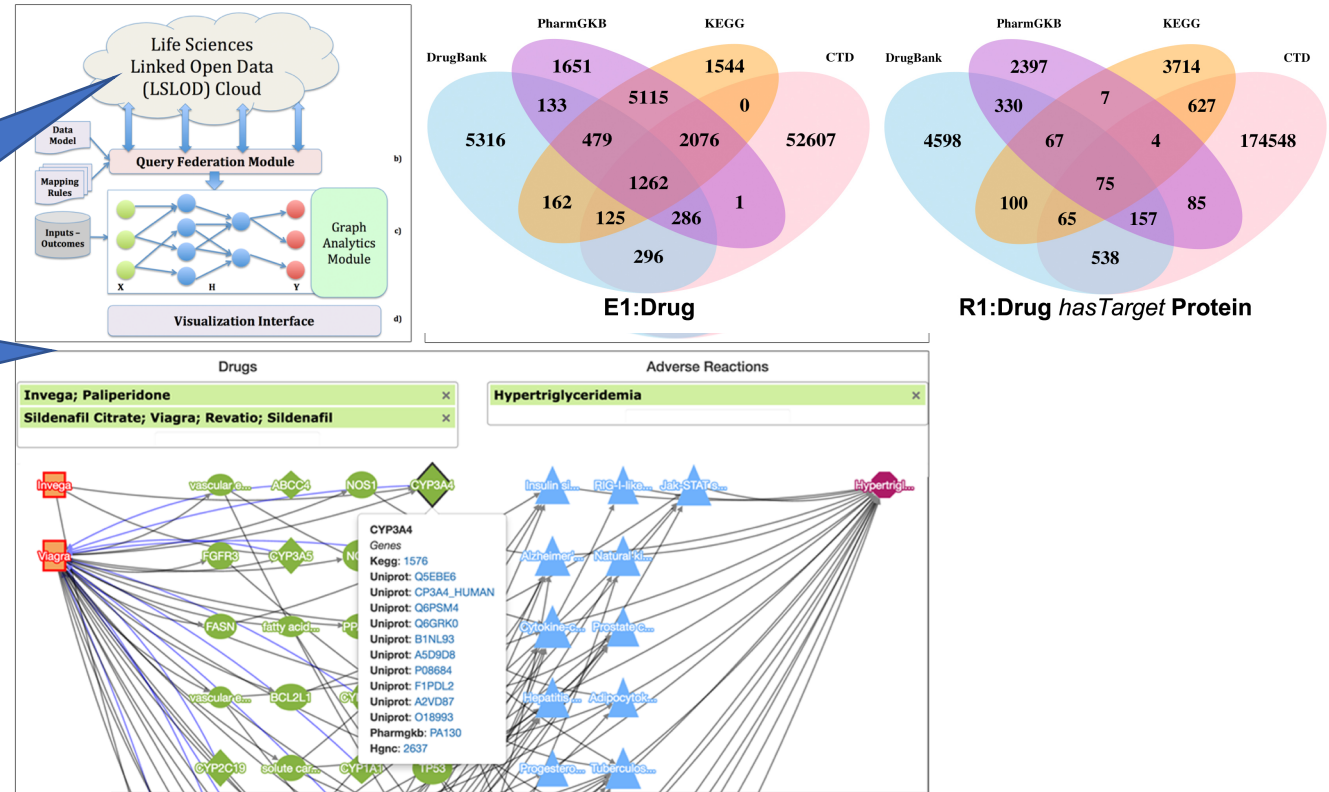 Life Sciences
Linked Open Data
(LSLOD) Cloud
Data
Model
Mapping
Rules
Query Federation Module
b)
Inputs –
Outcomes
X
H
Y
Graph
Analytics
Module
c)
Visualization Interface
d)
PharmGKB
KEGG
DrugBank
CTD
1651
1544
133
5115
0
5316
479
2076
52607
1262
162
125
286
1
296
E1:Drug
PharmGKB
KEGG
DrugBank
CTD
2397
3714
330
7
627
4598
67
4
174548
75
100
65
157
85
538
R1:Drug hasTarget Protein
Drugs
Adverse Reactions
Invega; Paliperidone ×
Hypertriglyceridemia ×
Sildenafil Citrate; Viagra; Revatio; Sildenafil ×
Invega
vascular e...
ABCC4
NOS1
CYP3A4
Insulin si...
RIG-I-like...
Jak-STAT s...
Hypertrigl...
Viagra
FGFR3
CYP3A5
Alzheimer'...
Natural ki...
FASN
fatty acid...
Cytokine-c...
Prostate c...
vascular e...
BCL2L1
Hepatitis ...
Adipocytok...
CYP2C19
solute car...
CYP1A1
TP53
Progestero...
Tuberculos...
CYP3A4
Genes
Kegg: 1576
Uniprot: Q5EBE6
Uniprot: CP3A4_HUMAN
Uniprot: Q6PSM4
Uniprot: Q6GRK0
Uniprot: B1NL93
Uniprot: A5D9D8
Uniprot: P08684
Uniprot: F1PDL2
Uniprot: A2VD87
Uniprot: O18993
Pharmgkb: PA130
Hgnc: 2637